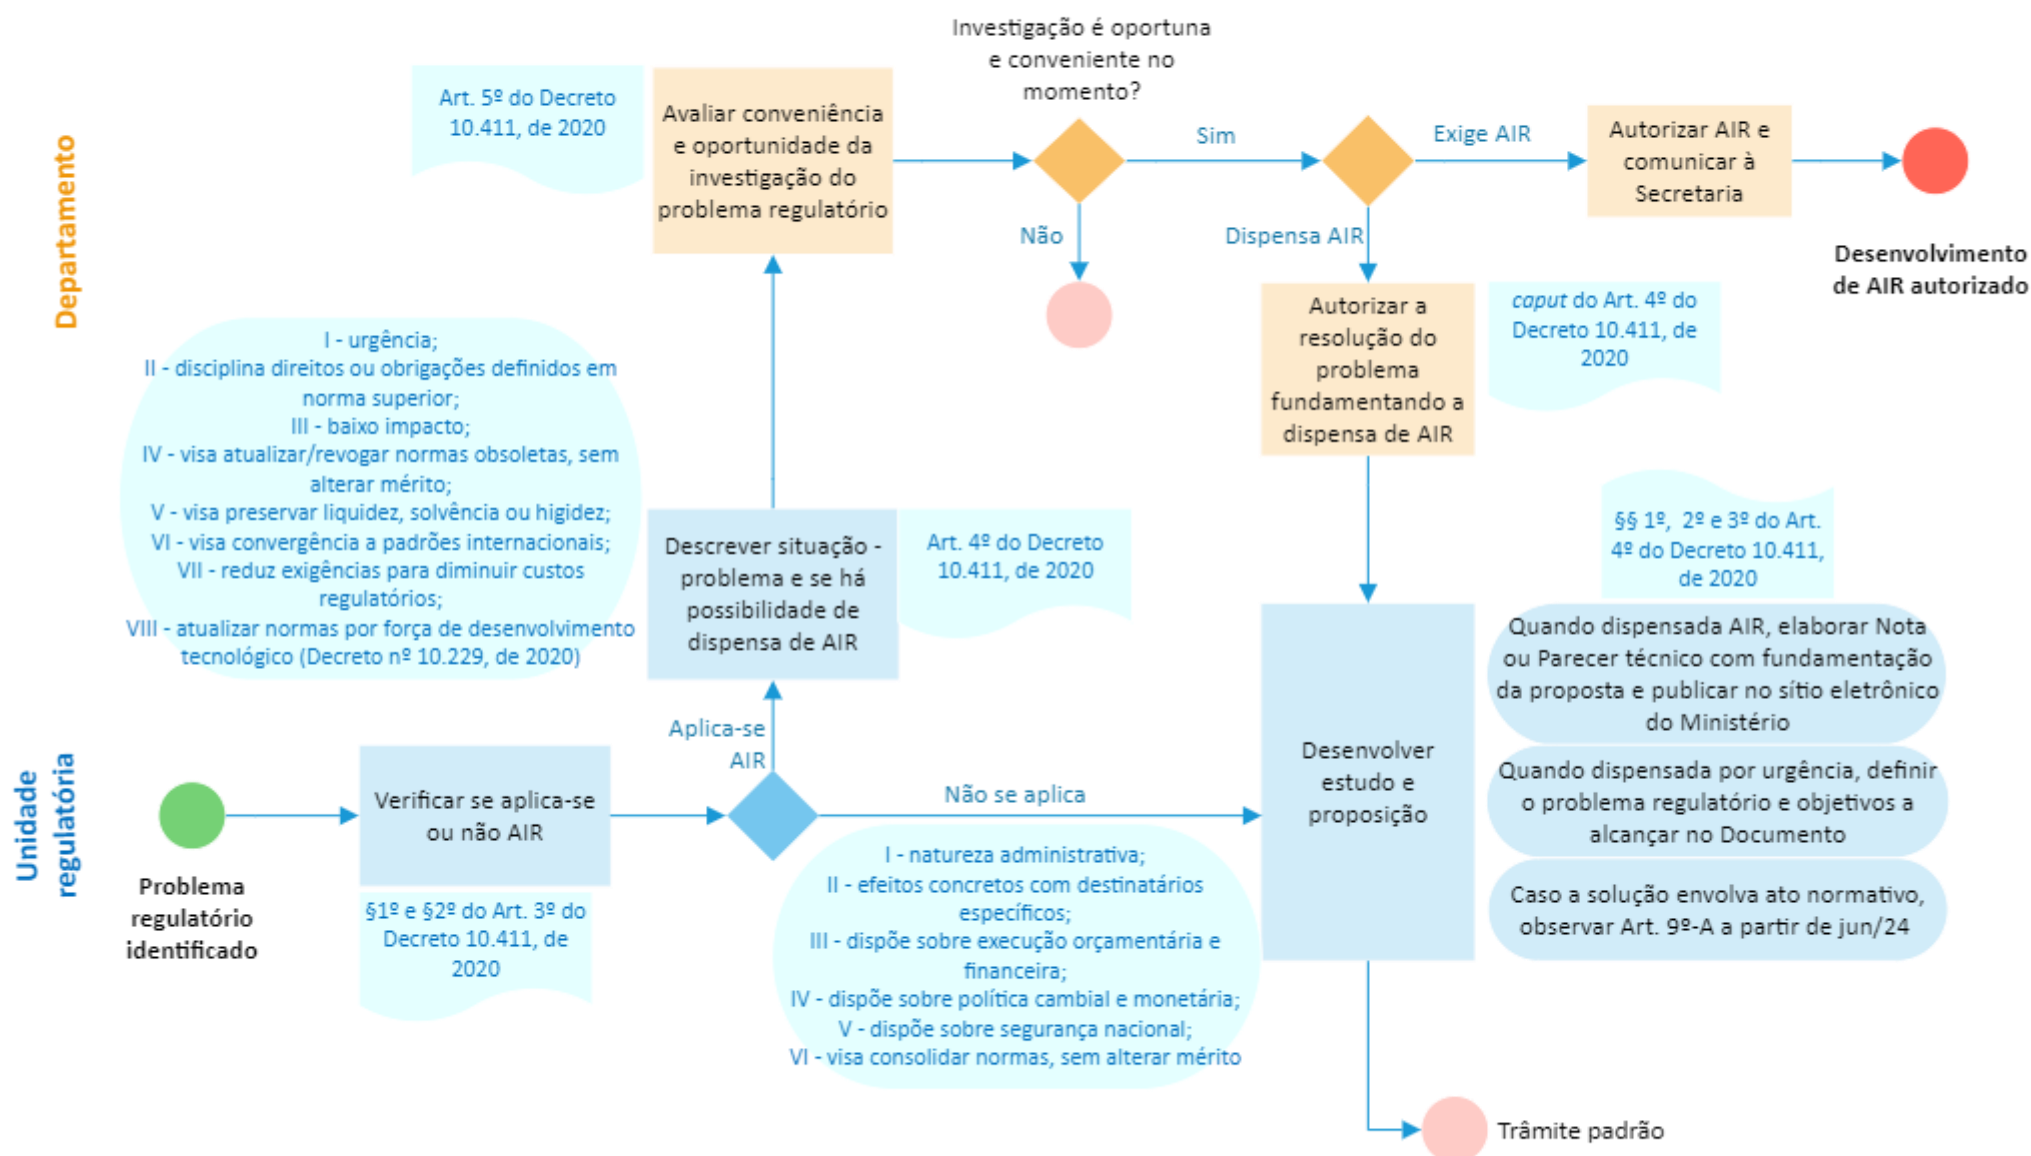 Departamento
Art. 5º do Decreto
10.411, de 2020
Avaliar conveniência
e oportunidade da
investigação do
problema regulatório
Investigação é oportuna
e conveniente no
momento?
Sim
Não
Exige AIR
Dispensa AIR
Autorizar AIR e
comunicar à
Secretaria
Desenvolvimento
de AIR autorizado
Autorizar a
resolução do
problema
fundamentando a
dispensa de AIR
caput do Art. 4º do
Decreto 10.411, de
2020
I - urgência;
II - disciplina direitos ou obrigações definidos em
norma superior;
III - baixo impacto;
IV - visa atualizar/revogar normas obsoletas, sem
alterar mérito;
V - visa preservar liquidez, solvência ou higidez;
VI - visa convergência a padrões internacionais;
VII - reduz exigências para diminuir custos
regulatórios;
VIII - atualizar normas por força de desenvolvimento
tecnológico (Decreto nº 10.229, de 2020)
Descrever situação -
problema e se há
possibilidade de
dispensa de AIR
Art. 4º do Decreto
10.411, de 2020
Unidade
regulatória
Problema
regulatório
identificado
Verificar se aplica-se
ou não AIR
§1º e §2º do Art. 3º do
Decreto 10.411, de
2020
Aplica-se
AIR
Não se aplica
I - natureza administrativa;
II - efeitos concretos com destinatários
específicos;
III - dispõe sobre execução orçamentária e
financeira;
IV - dispõe sobre política cambial e monetária;
V - dispõe sobre segurança nacional;
VI - visa consolidar normas, sem alterar mérito
Desenvolver
estudo e
proposição
§§ 1º, 2º e 3º do Art.
4º do Decreto 10.411,
de 2020
Quando dispensada AIR, elaborar Nota
ou Parecer técnico com fundamentação
da proposta e publicar no sítio eletrônico
do Ministério
Quando dispensada por urgência, definir
o problema regulatório e objetivos a
alcançar no Documento
Caso a solução envolva ato normativo,
observar Art. 9º-A a partir de jun/24
Trâmite padrão